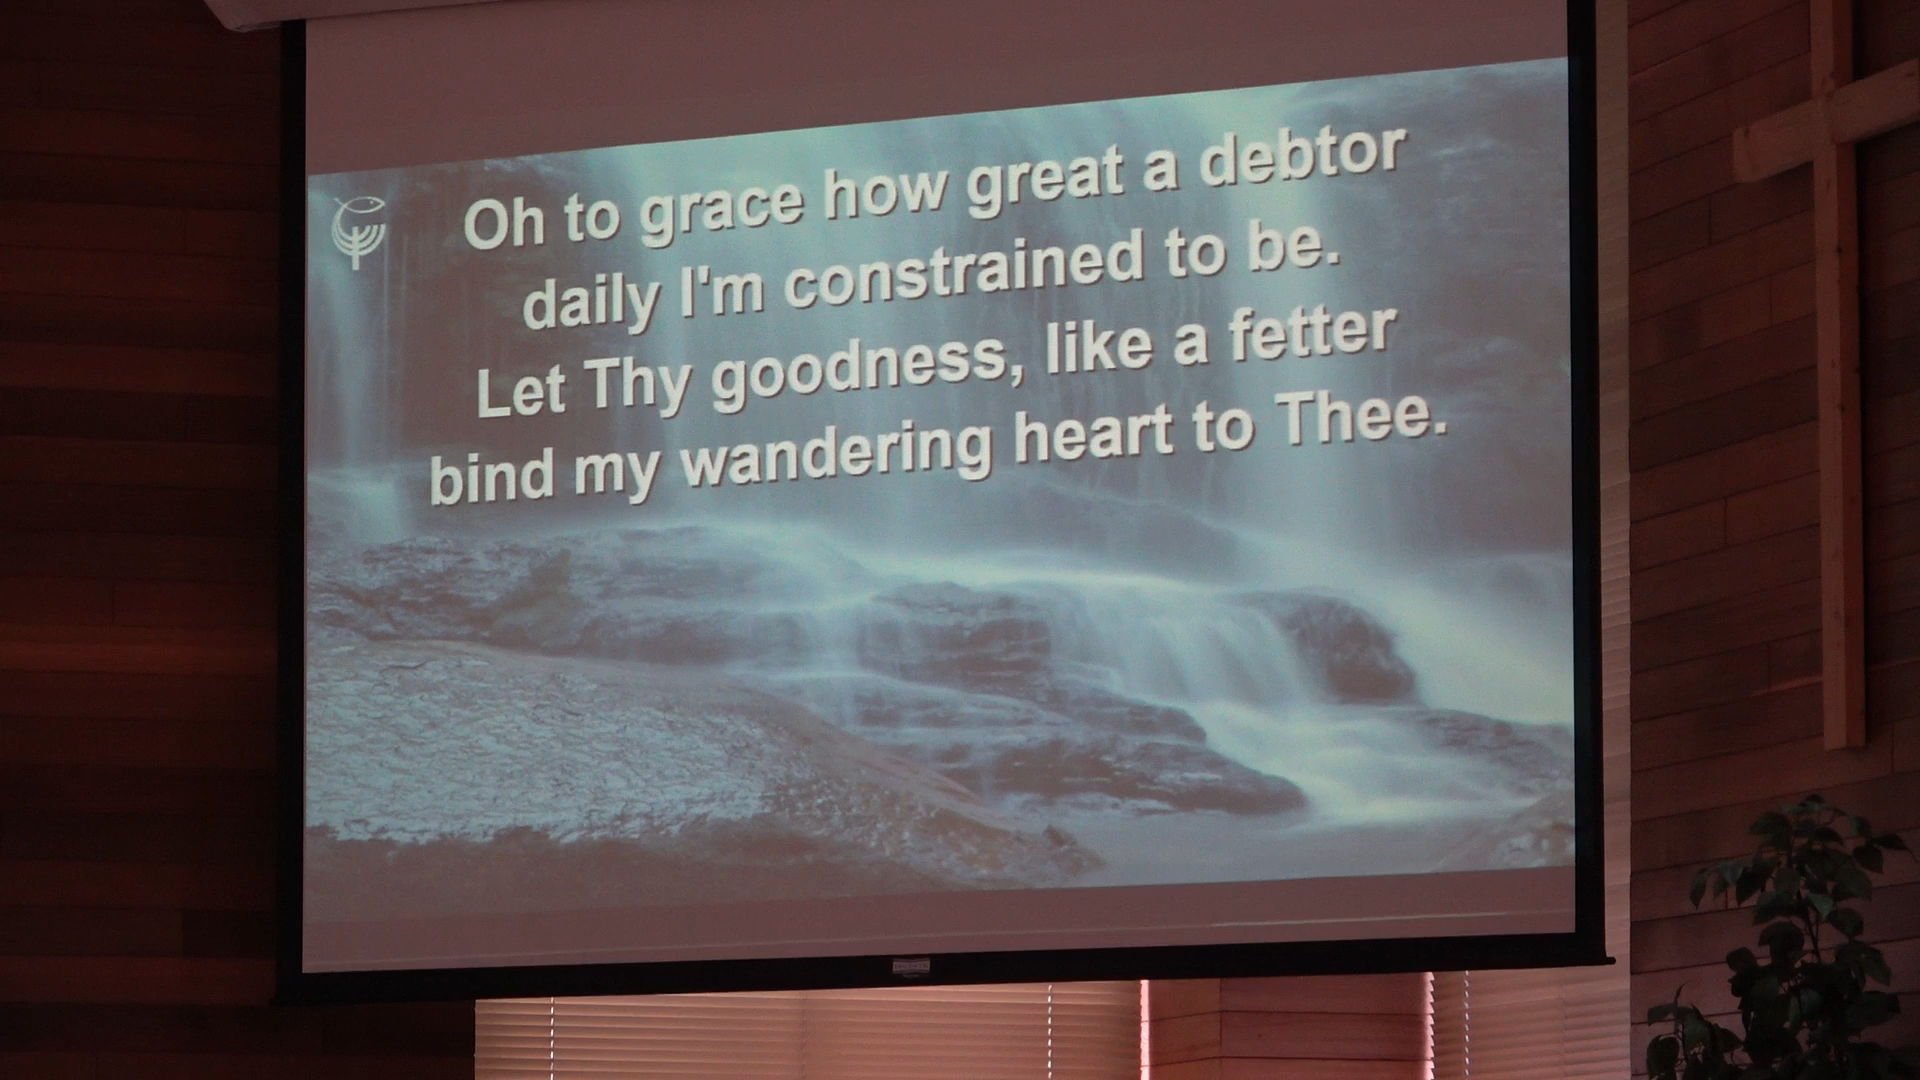 Oh to grace how great a debtor
daily I'm constrained to be.
Let Thy goodness, like a fetter
bind my wandering heart to Thee.